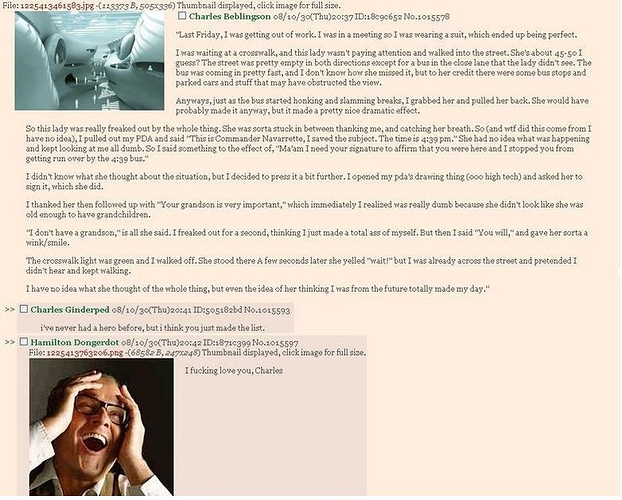 File: 1225413461583.jpg -(113373 B, 505x336) Thumbnail displayed, click image for full size.
Charles Beblingson 08/10/30(Thu)20:37 ID:18c9c652 No.1015578
"Last Friday, I was getting out of work. I was in a meeting so I was wearing a suit, which ended up being perfect.
I was waiting at a crosswalk, and this lady wasn't paying attention and walked into the street. She's about 45-50 I
guess? The street was pretty empty in both directions except for a bus in the close lane that the lady didn't see. The
bus was coming in pretty fast, and I don't know how she missed it, but to her credit there were some bus stops and
parked cars and stuff that may have obstructed the view.
Anyways, just as the bus started honking and slamming breaks, I grabbed her and pulled her back. She would have
probably made it anyway, but it made a pretty nice dramatic effect.
So this lady was really freaked out by the whole thing. She was sorta stuck in between thanking me, and catching her breath. So (and wtf did this come from I
have no idea), I pulled out my PDA and said "This is Commander Navarrette, I saved the subject. The time is 4:39 pm." She had no idea what was happening
and kept looking at me all dumb. So I said something to the effect of, "Ma'am I need your signature to affirm that you were here and I stopped you from
getting run over by the 4:39 bus."
I didn't know what she thought about the situation, but I decided to press it a bit further. I opened my pda's drawing thing (ooo high tech) and asked her to
sign it, which she did.
I thanked her then followed up with "Your grandson is very important," which immediately I realized was really dumb because she didn't look like she was
old enough to have grandchildren.
"I don't have a grandson," is all she said. I freaked out for a second, thinking I just made a total ass of myself. But then I said "You will," and gave her sorta a
wink/smile.
The crosswalk light was green and I walked off. She stood there A few seconds later she yelled "wait!" but I was already across the street and pretended I
didn't hear and kept walking.
I have no idea what she thought of the whole thing, but even the idea of her thinking I was from the future totally made my day."
>> Charles Ginderped 08/10/30(Thu)20:41 ID:505182bd No.1015593
i've never had a hero before, but i think you just made the list.
>> Hamilton Dongerdot 08/10/30(Thu)20:42 ID:1871c399 No.1015597
File: 1225413763206.png -(68582 B, 247x248) Thumbnail displayed, click image for full size.
I fucking love you, Charles